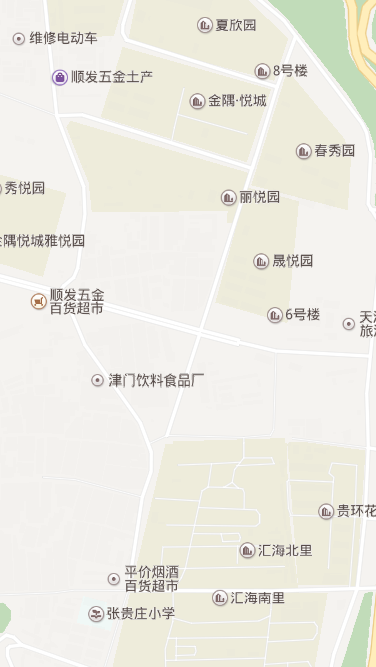 夏欣园
维修电动车
8号楼
顺发五金土产
金隅·悦城
春秀园
秀悦园
丽悦园
金隅悦城雅悦园
晟悦园
顺发五金
百货超市
6号楼
天津
旅
津门饮料食品厂
贵环花
汇海北里
平价烟酒
百货超市
汇海南里
张贵庄小学